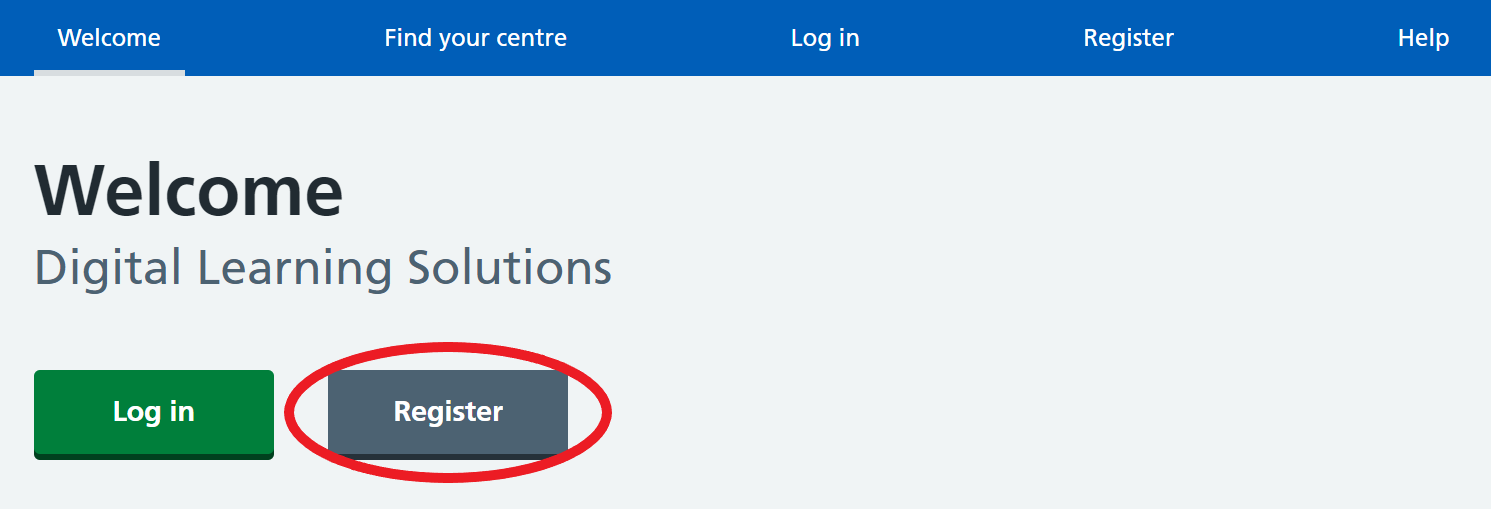 Welcome Find your centre Log in Register Help
Welcome
Digital Learning Solutions
Log in Register